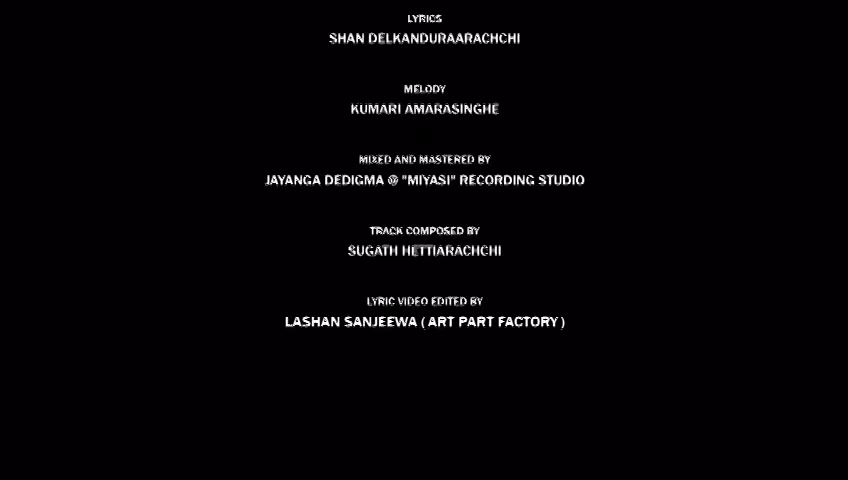 LYRICS
SHAN DELKANDURAARACHCHI
MELODY
KUMARI AMARASINGHE
MIXED AND MASTERED BY
JAYANGA DEDIGMA @ "MIYASI" RECORDING STUDIO
TRACK COMPOSED BY
SUGATH HETTIARACHCHI
LYRIC VIDEO EDITED BY
LASHAN SANJEEWA ( ART PART FACTORY )